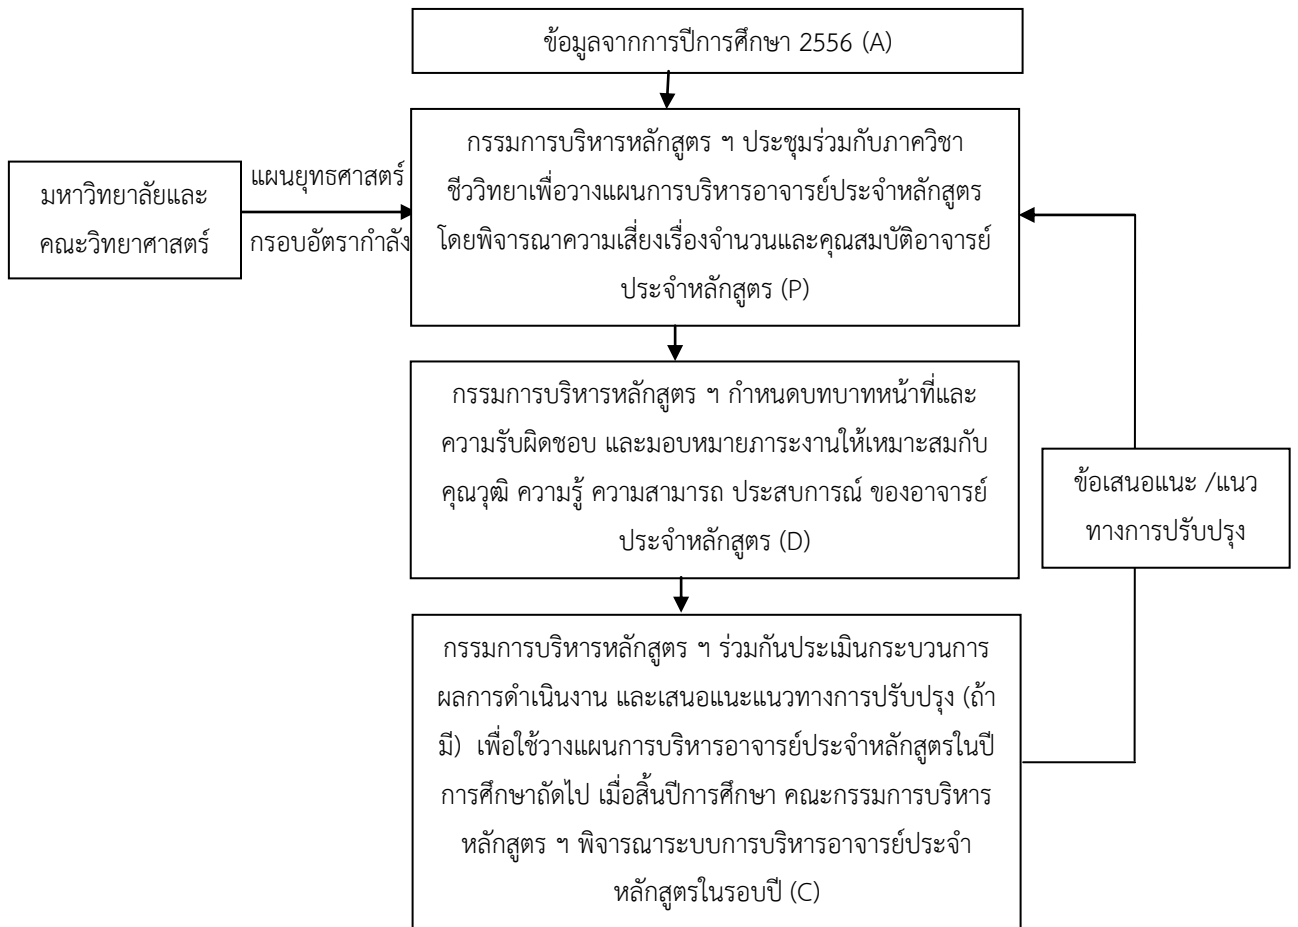 ข้อมูลจากการปีการศึกษา 2556 (A)
กรรมการบริหารหลักสูตร ฯ ประชุมร่วมกับภาควิชา
ชีววิทยาเพื่อวางแผนการบริหารอาจารย์ประจำหลักสูตร
โดยพิจารณาความเสี่ยงเรื่องจำนวนและคุณสมบัติอาจารย์
ประจำหลักสูตร (P)
มหาวิทยาลัยและ
คณะวิทยาศาสตร์
แผนยุทธศาสตร์
กรอบอัตรากำลัง
กรรมการบริหารหลักสูตร ฯ กำหนดบทบาทหน้าที่และ
ความรับผิดชอบ และมอบหมายภาระงานให้เหมาะสมกับ
คุณวุฒิ ความรู้ ความสามารถ ประสบการณ์ ของอาจารย์
ประจำหลักสูตร (D)
ข้อเสนอแนะ /แนว
ทางการปรับปรุง
กรรมการบริหารหลักสูตร ฯ ร่วมกันประเมินกระบวนการ
ผลการดำเนินงาน และเสนอแนะแนวทางการปรับปรุง (ถ้า
มี) เพื่อใช้วางแผนการบริหารอาจารย์ประจำหลักสูตรในปี
การศึกษาถัดไป เมื่อสิ้นปีการศึกษา คณะกรรมการบริหาร
หลักสูตร ฯ พิจารณาระบบการบริหารอาจารย์ประจำ
หลักสูตรในรอบปี (C)